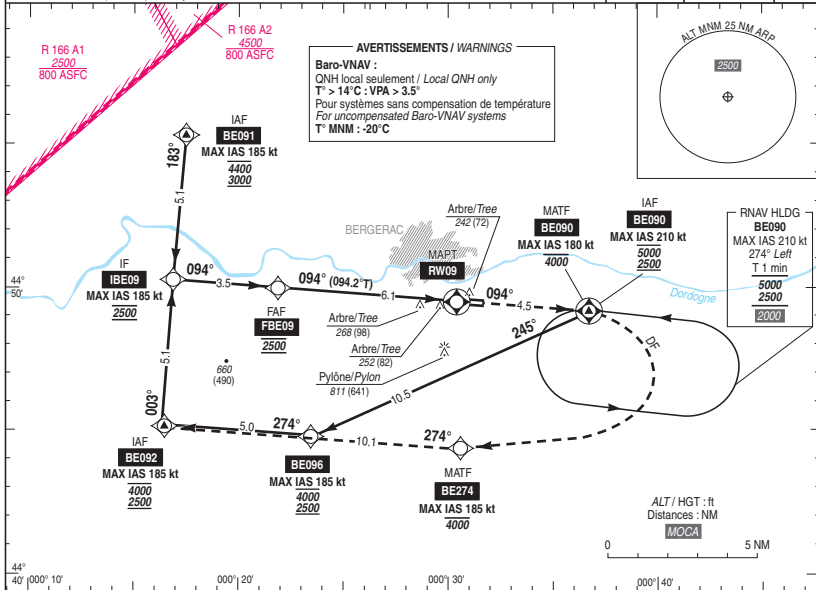 R 166 A1
2500
800 ASFC
R 166 A2
4500
800 ASFC
AVERTISSEMENTS / WARNINGS
Baro-VNAV :
QNH local seulement / Local QNH only
T° > 14°C : VPA > 3.5°
Pour systèmes sans compensation de température
For uncompensated Baro-VNAV systems
T° MNM : -20°C
ALT MNM 25 NM ARP
2500
IAF
BE091
MAX IAS 185 kt
4400
3000
183°
5.1
Arbre/Tree
242 (72)
BERGERAC
MAPT
RW09
MATF
BE090
MAX IAS 180 kt
4000
IAF
BE090
MAX IAS 210 kt
5000
2500
RNAV HLDG
BE090
MAX IAS 210 kt
274° Left
T 1 min
5000
2500
2000
IF
IBE09
MAX IAS 185 kt
2500
094°
3.5
094° (094.2°T)
6.1
094°
4.5
Dordogne
44°
50'
FAF
FBE09
2500
Arbre/Tree
268 (98)
Arbre/Tree
252 (82)
Pylône/Pylon
811 (641)
245°
10.5
DF
5.1
660
(490)
003°
5.0
274°
10.1
274°
IAF
BE092
MAX IAS 185 kt
4000
2500
BE096
MAX IAS 185 kt
4000
2500
MATF
BE274
MAX IAS 185 kt
4000
ALT / HGT : ft
Distances : NM
MOCA
0 5 NM
44°
40' 000° 10' 000° 20' 000° 30' 000° 40'